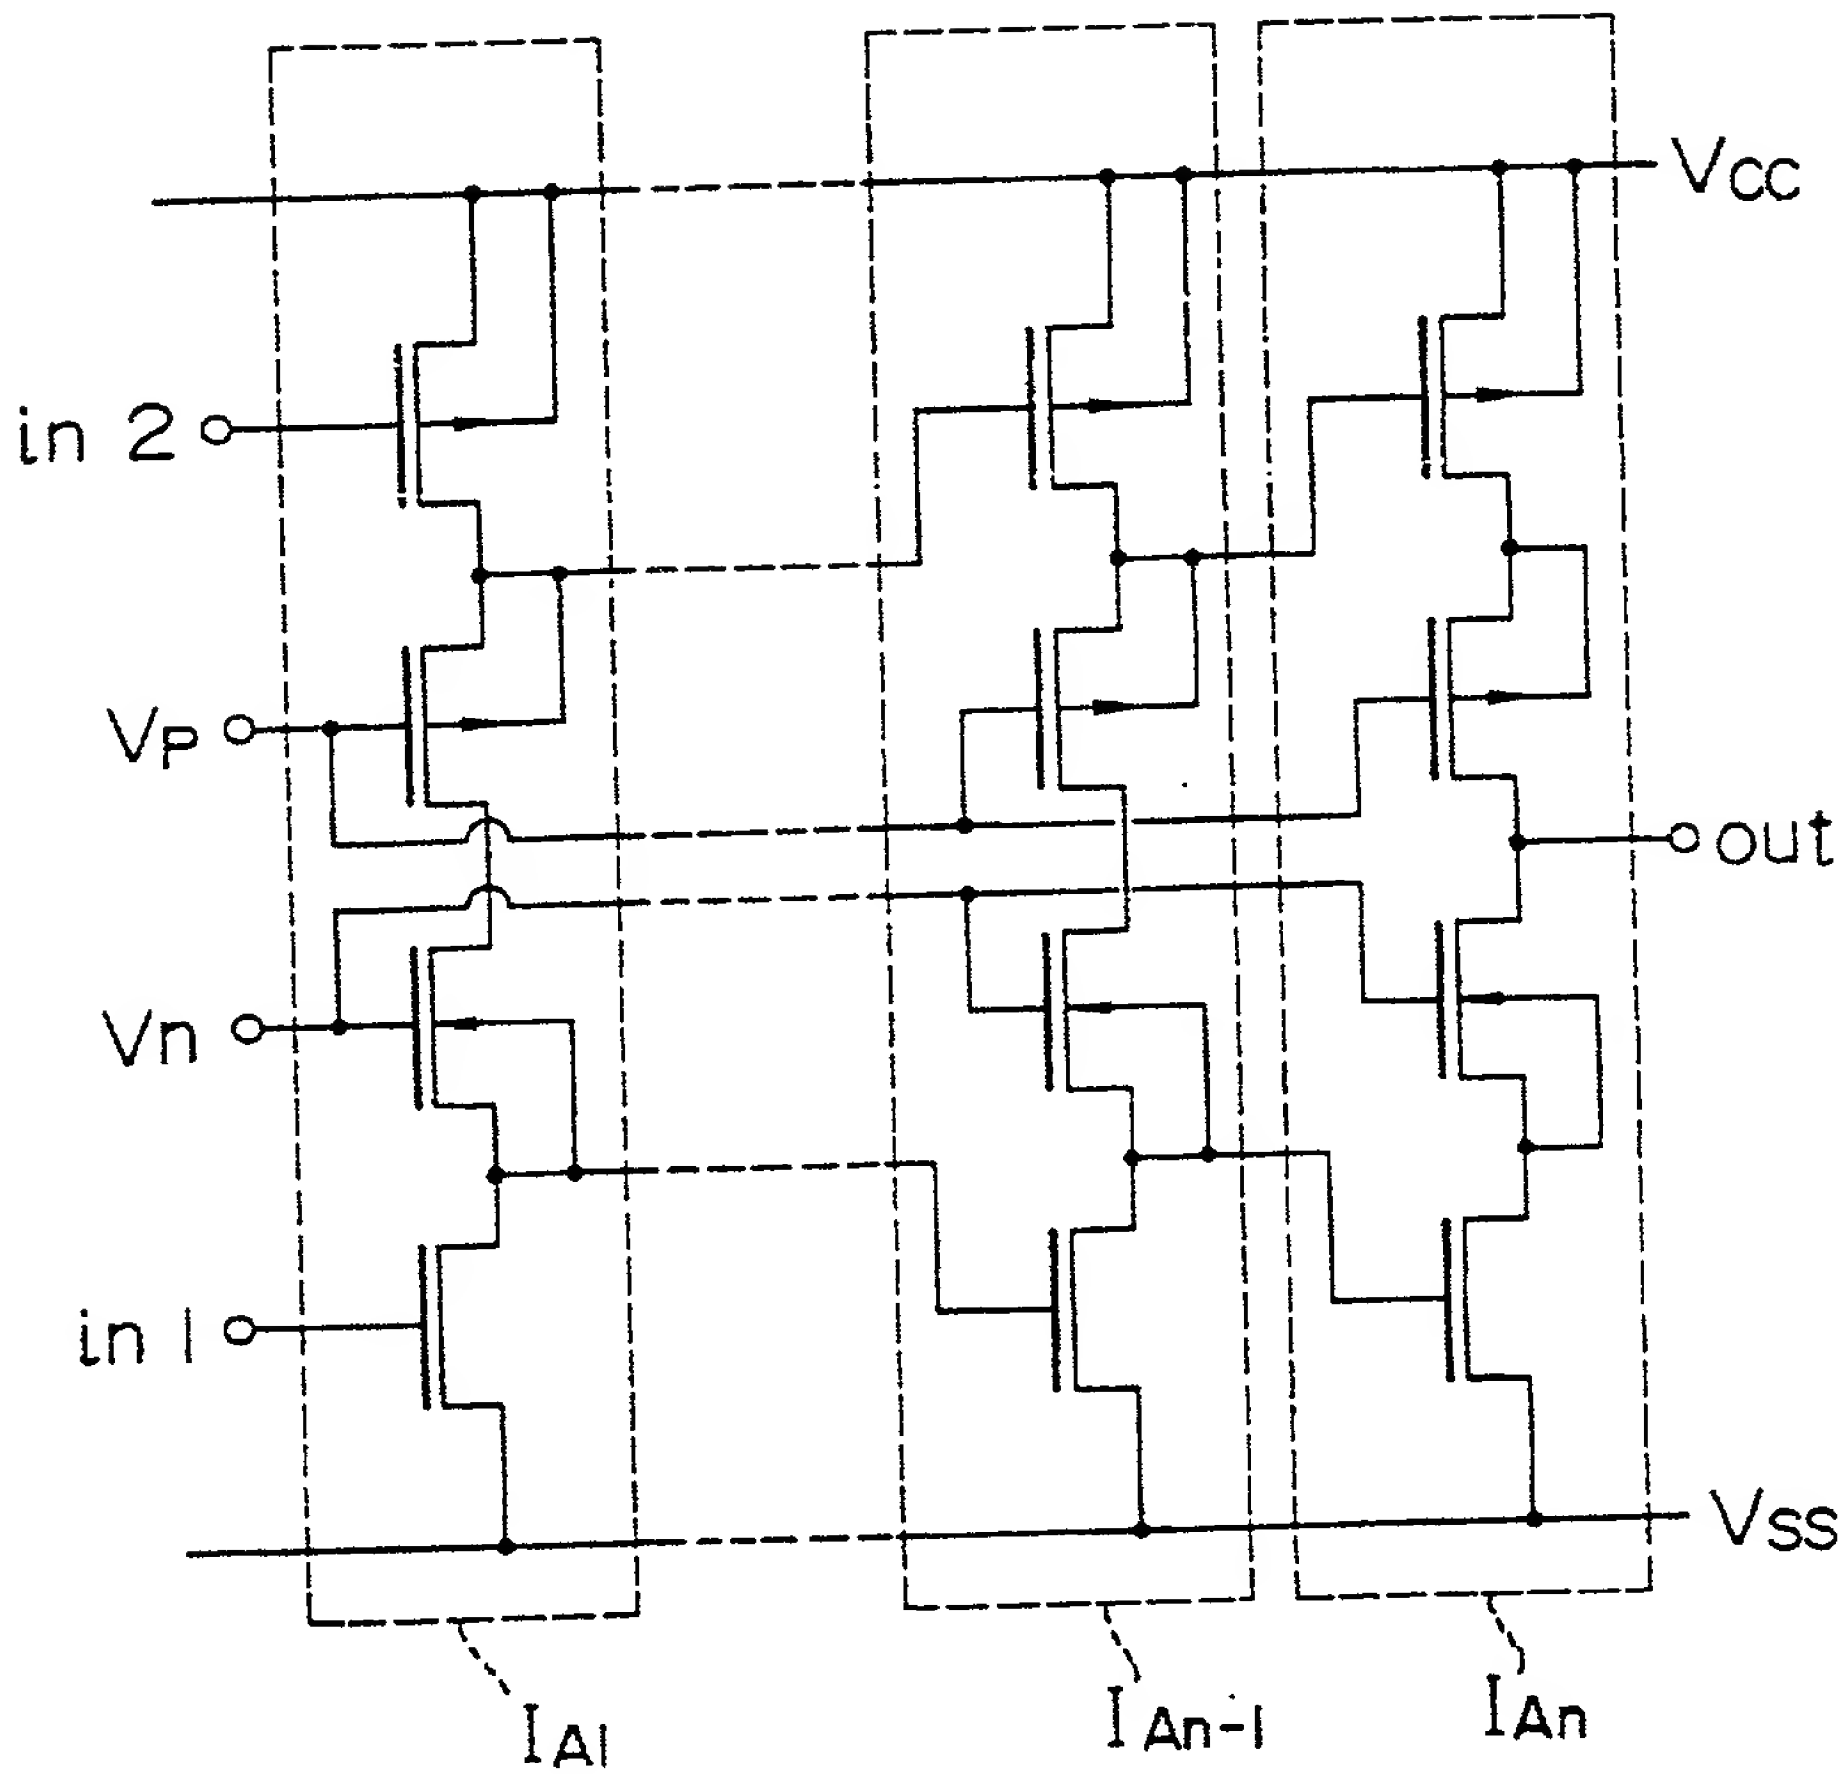 VCC
in 2
VP
out
Vn
in 1
VSS
IA1
IAn-1
IAn